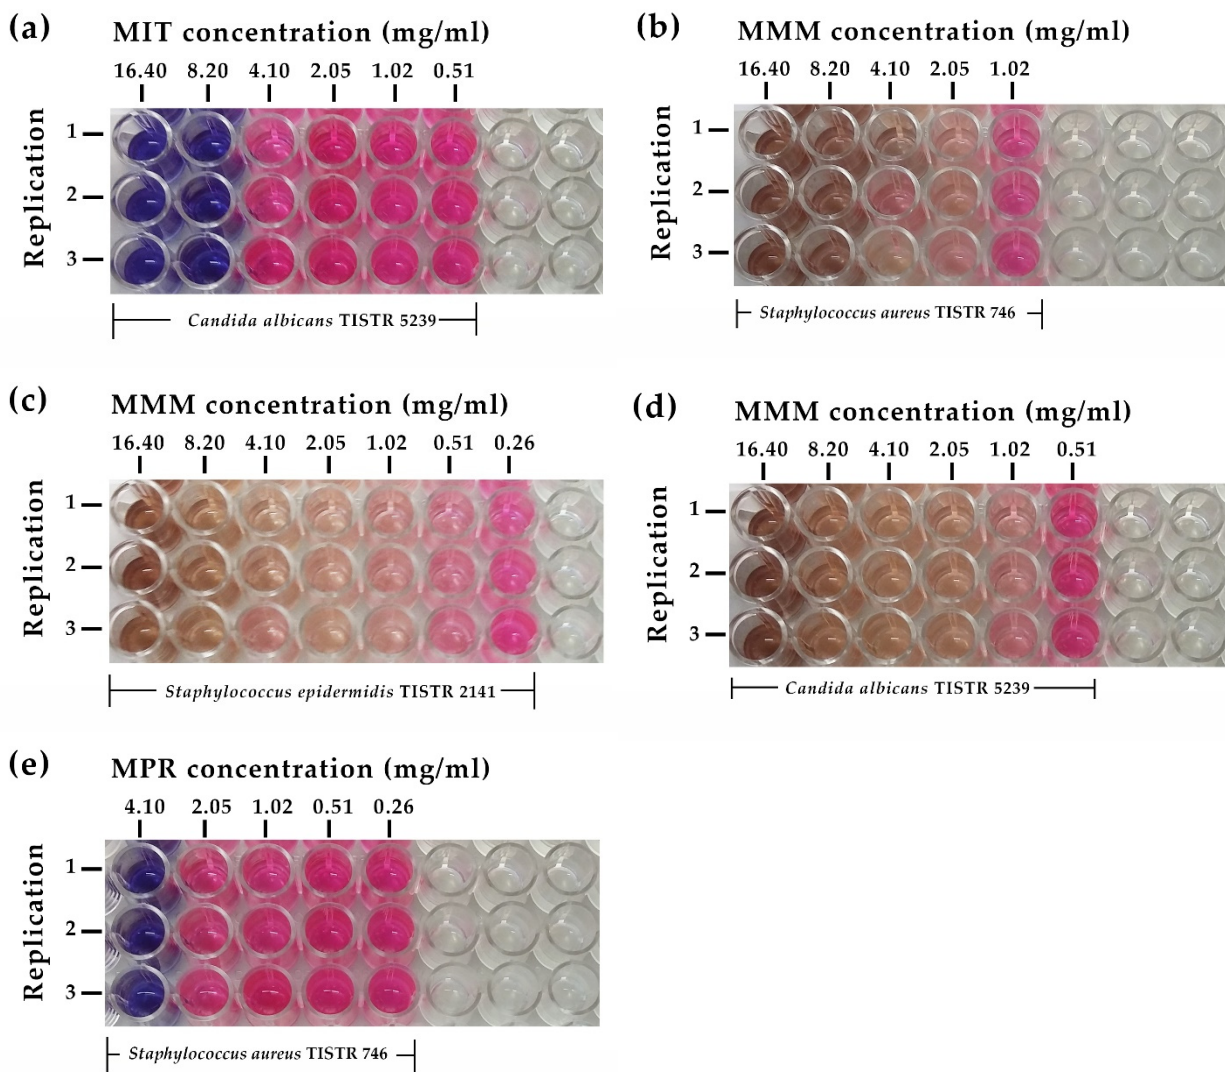 (a) MIT concentration (mg/ml)
16.40 8.20 4.10 2.05 1.02 0.51
Replication
1
2
3
Candida albicans TISTR 5239
(b) MMM concentration (mg/ml)
16.40 8.20 4.10 2.05 1.02
Replication
1
2
3
Staphylococcus aureus TISTR 746
(c) MMM concentration (mg/ml)
16.40 8.20 4.10 2.05 1.02 0.51 0.26
Replication
1
2
3
Staphylococcus epidermidis TISTR 2141
(d) MMM concentration (mg/ml)
16.40 8.20 4.10 2.05 1.02 0.51
Replication
1
2
3
Candida albicans TISTR 5239
(e) MPR concentration (mg/ml)
4.10 2.05 1.02 0.51 0.26
Replication
1
2
3
Staphylococcus aureus TISTR 746